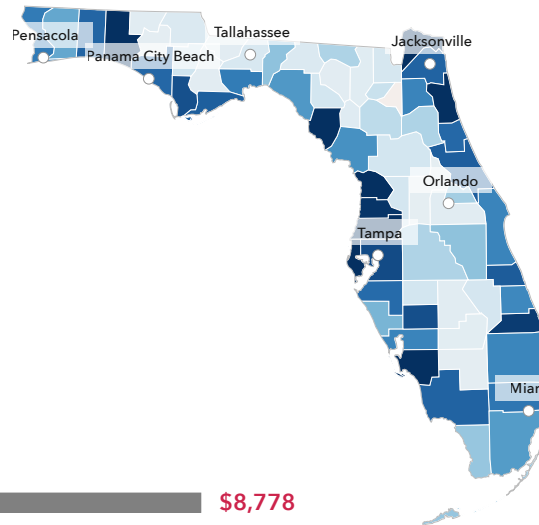 Tallahassee
Pensacola
Jacksonville
Panama City Beach
Orlando
Tampa
$8,778